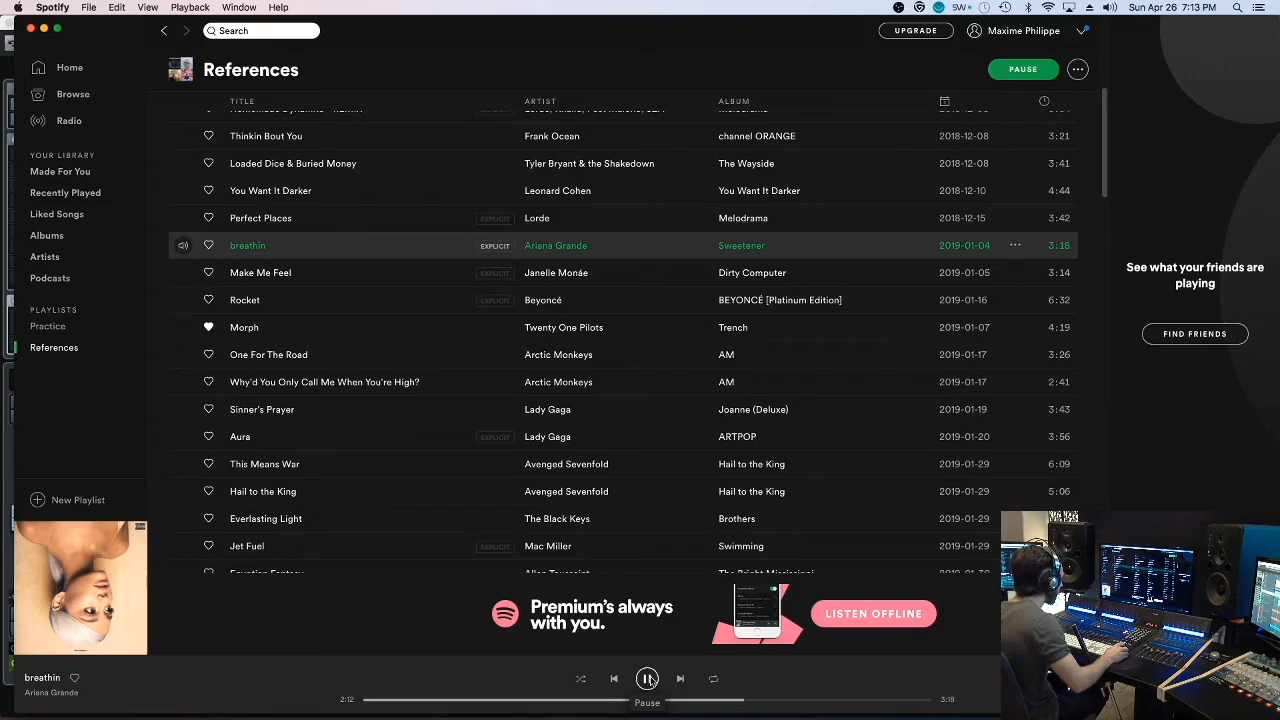 Spotify File Edit View Playback Window Help
SW
Sun Apr 26 7:13 PM
Search
UPGRADE
Maxime Philippe
Home
Browse
Radio
YOUR LIBRARY
Made For You
Recently Played
Liked Songs
Albums
Artists
Podcasts
PLAYLISTS
Practice
References
New Playlist
References
PAUSE
TITLE ARTIST ALBUM
Thinkin Bout You Frank Ocean channel ORANGE 2018-12-08 3:21
Loaded Dice & Buried Money Tyler Bryant & the Shakedown The Wayside 2018-12-08 3:41
You Want It Darker Leonard Cohen You Want It Darker 2018-12-10 4:44
Perfect Places EXPLICIT Lorde Melodrama 2018-12-15 3:42
breathin EXPLICIT Ariana Grande Sweetener 2019-01-04 3:18
Make Me Feel EXPLICIT Janelle Monáe Dirty Computer 2019-01-05 3:14
Rocket EXPLICIT Beyoncé BEYONCÉ [Platinum Edition] 2019-01-16 6:32
Morph Twenty One Pilots Trench 2019-01-07 4:19
One For The Road Arctic Monkeys AM 2019-01-17 3:26
Why'd You Only Call Me When You're High? Arctic Monkeys AM 2019-01-17 2:41
Sinner's Prayer Lady Gaga Joanne (Deluxe) 2019-01-19 3:43
Aura EXPLICIT Lady Gaga ARTPOP 2019-01-20 3:56
This Means War Avenged Sevenfold Hail to the King 2019-01-29 6:09
Hail to the King Avenged Sevenfold Hail to the King 2019-01-29 5:06
Everlasting Light The Black Keys Brothers 2019-01-29
Jet Fuel EXPLICIT Mac Miller Swimming 2019-01-29
See what your friends are
playing
FIND FRIENDS
Premium's always
with you.
LISTEN OFFLINE
breathin
Ariana Grande
2:12
3:18
Pause